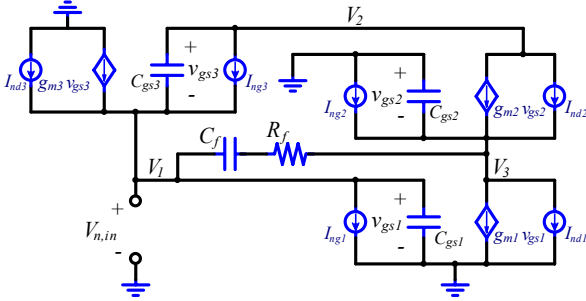 V2
+
+
Ind3 gm3 vgs3 Cgs3 vgs3 Ing3
-
Ing2 vgs2 Cgs2 gm2 vgs2 Ind2
-
Cf Rf
V1 V3
+
+
Vn,in Ing1 vgs1 Cgs1 gm1 vgs1 Ind1
-
-